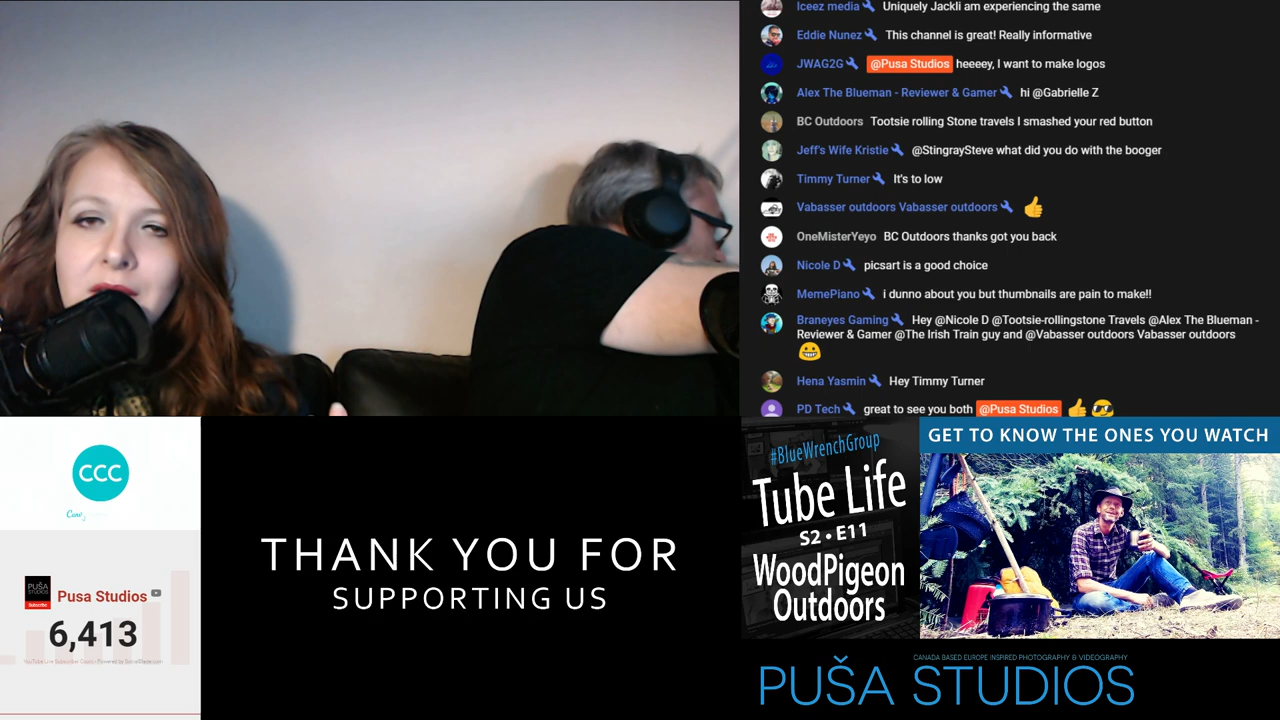 Iceez media Uniquely Jackli am experiencing the same
Eddie Nunez This channel is great! Really informative
JWAG2G @Pusa Studios heeeey, I want to make logos
Alex The Blueman - Reviewer & Gamer hi @Gabrielle Z
BC Outdoors Tootsie rolling Stone travels I smashed your red button
Jeff's Wife Kristie @StingraySteve what did you do with the booger
Timmy Turner It's to low
Vabasser outdoors Vabasser outdoors
OneMisterYeyo BC Outdoors thanks got you back
Nicole D picsart is a good choice
MemePiano i dunno about you but thumbnails are pain to make!!
Braneyes Gaming Hey @Nicole D @Tootsie-rollingstone Travels @Alex The Blueman -
Reviewer & Gamer @The Irish Train guy and @Vabasser outdoors Vabasser outdoors
Hena Yasmin Hey Timmy Turner
PD Tech great to see you both @Pusa Studios
CCC
PUŠA
STUDIOS
Subscribe
Pusa Studios
6,413
THANK YOU FOR
SUPPORTING US
#BlueWrenchGroup
Tube Life
S2 • E11
WoodPigeon
Outdoors
GET TO KNOW THE ONES YOU WATCH
CANADA BASED EUROPE INSPIRED PHOTOGRAPHY & VIDEOGRAPHY
PUŠA STUDIOS